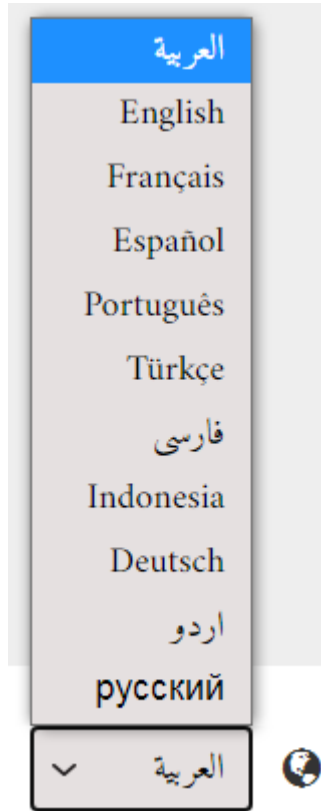 العربية
English
Français
Español
Português
Türkçe
فارسی
Indonesia
Deutsch
اردو
русский
العربية